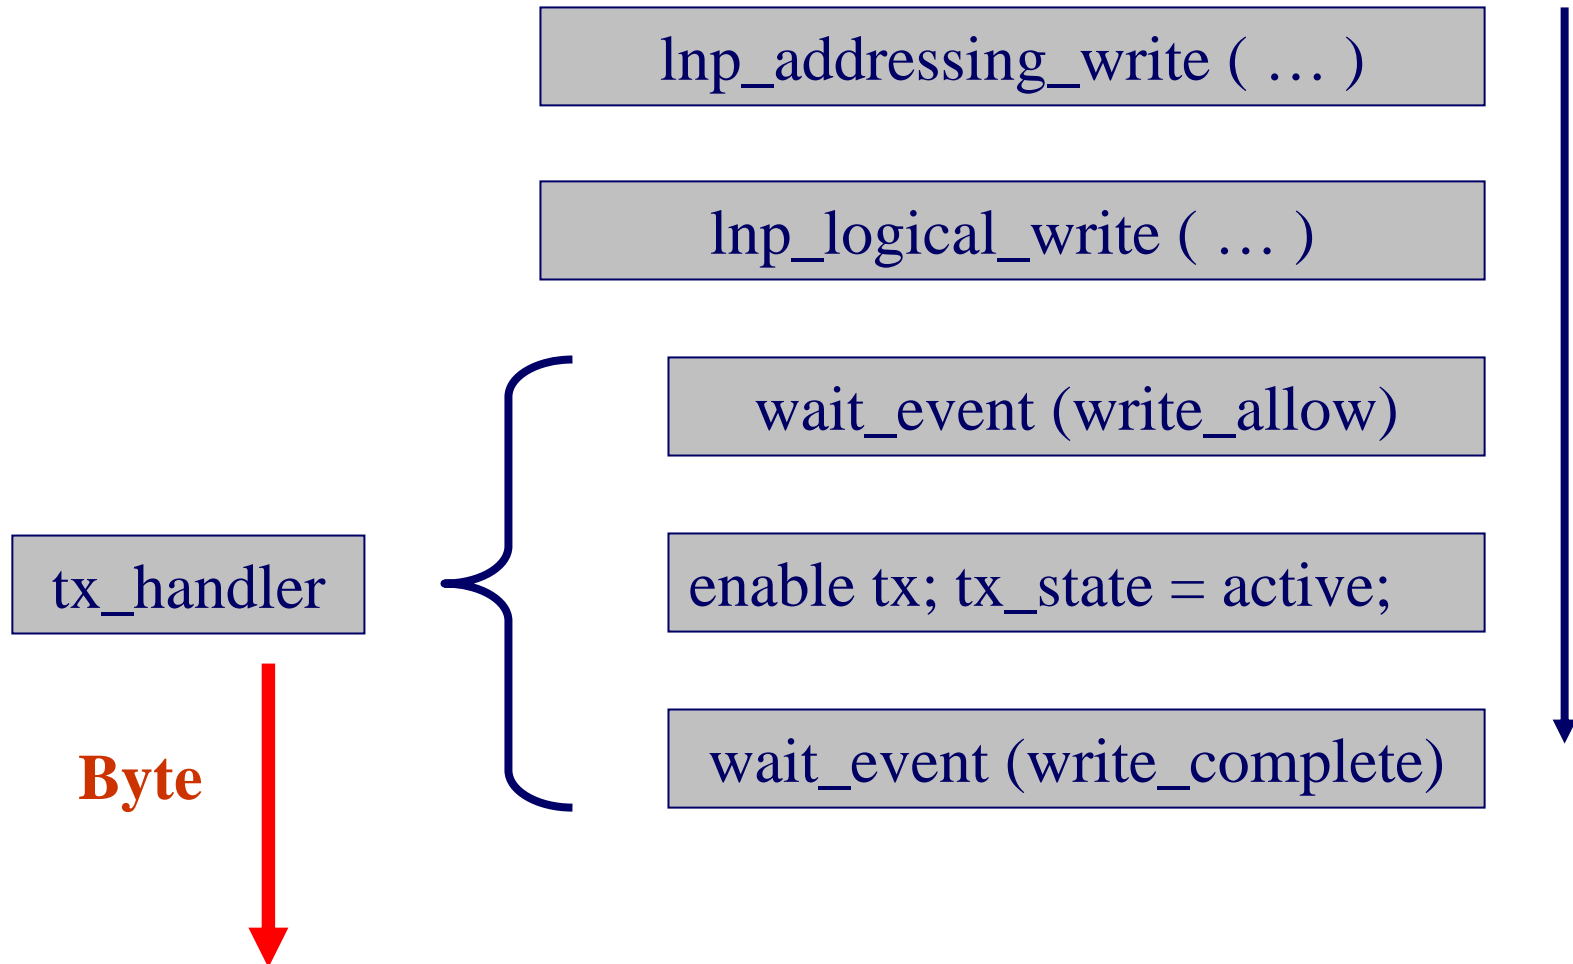 lnp_addressing_write ( … )
lnp_logical_write ( … )
wait_event (write_allow)
tx_handler
enable tx; tx_state = active;
wait_event (write_complete)
Byte